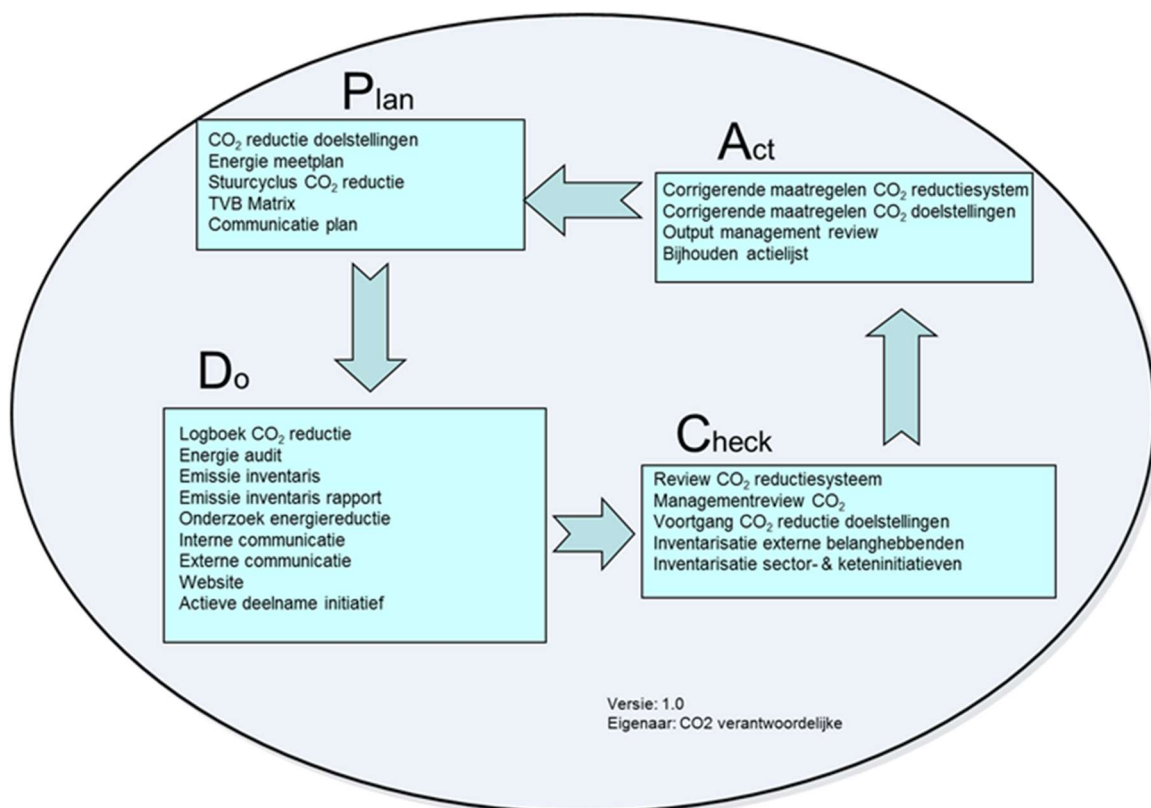 Plan
CO₂ reductie doelstellingen
Energie meetplan
Stuurcyclus CO₂ reductie
TVB Matrix
Communicatie plan
Act
Corrigerende maatregelen CO₂ reductiesystem
Corrigerende maatregelen CO₂ doelstellingen
Output management review
Bijhouden actielijst
Do
Logboek CO₂ reductie
Energie audit
Emissie inventaris
Emissie inventaris rapport
Onderzoek energiereductie
Interne communicatie
Externe communicatie
Website
Actieve deelname initiatief
Check
Review CO₂ reductiesysteem
Managementreview CO₂
Voortgang CO₂ reductie doelstellingen
Inventarisatie externe belanghebbenden
Inventarisatie sector- & keteninitiatieven
Versie: 1.0
Eigenaar: CO2 verantwoordelijke